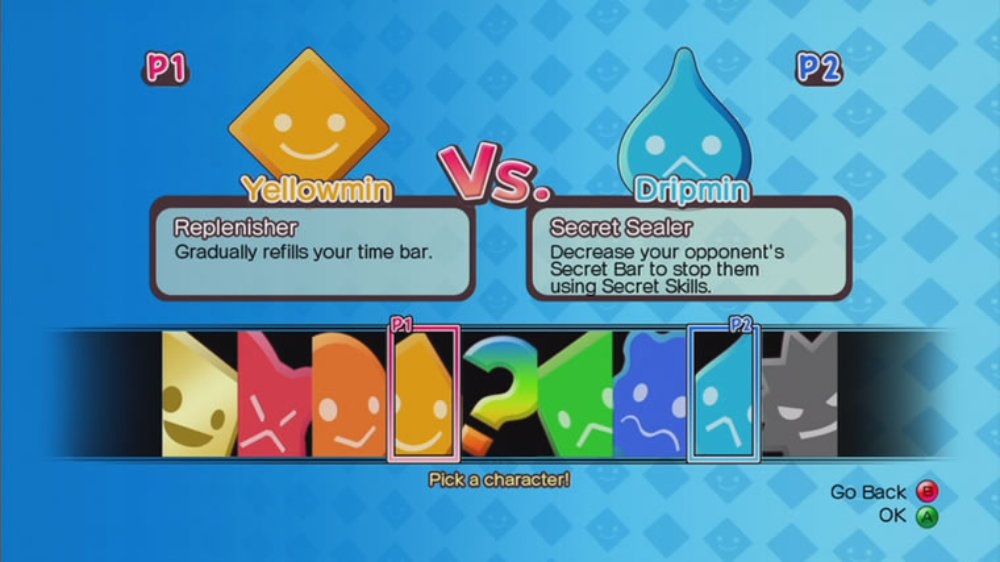 P1
P2
Vs.
Yellowmin
Dripmin
Replenisher
Gradually refills your time bar.
Secret Sealer
Decrease your opponent's
Secret Bar to stop them
using Secret Skills.
P1
P2
?
Pick a character!
Go Back B
OK A